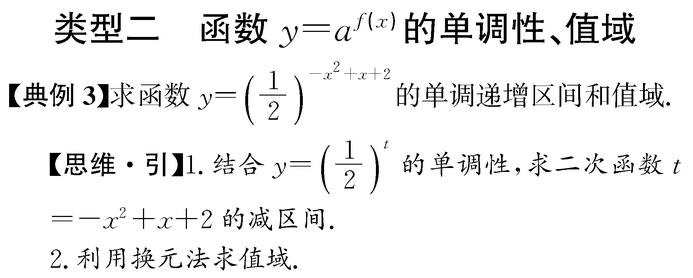 类型二 函数 y=a^{f(x)} 的单调性、值域
【典例 3】求函数 y=(1/2)^{-x²+x+2} 的单调递增区间和值域.
【思维·引】1. 结合 y=(1/2)^t 的单调性,求二次函数 t
=-x²+x+2 的减区间.
2. 利用换元法求值域.